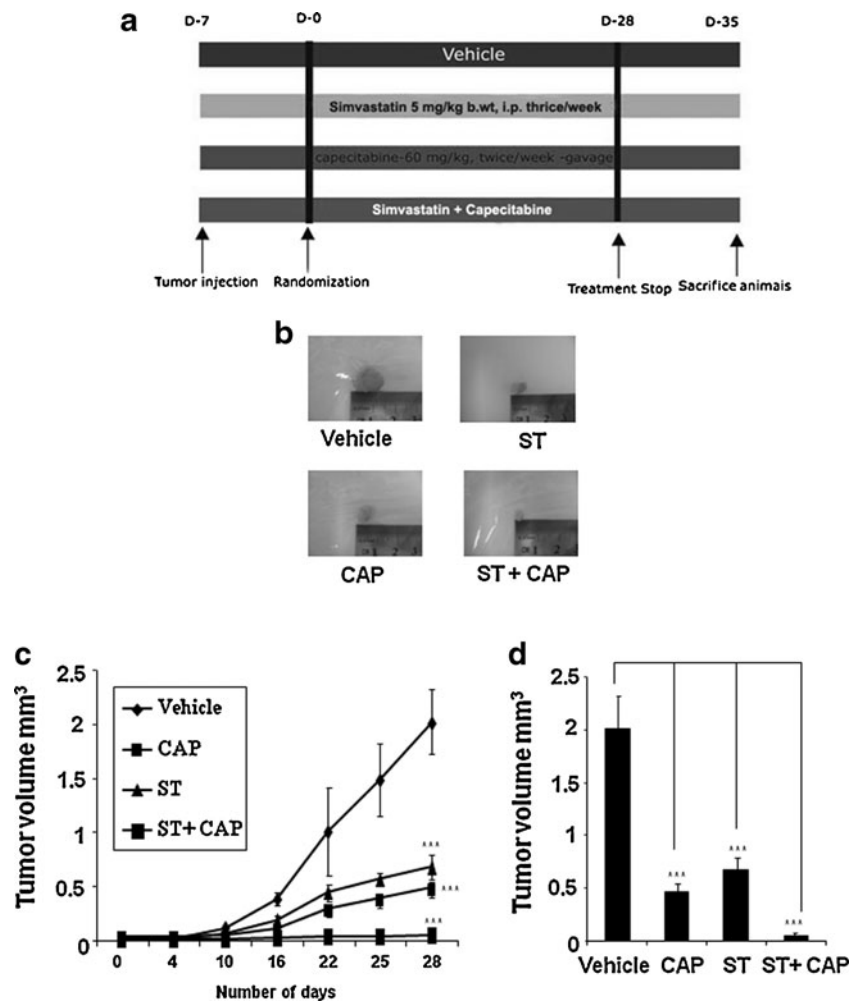 a
D-7 D-0 D-28 D-35
Vehicle
Simvastatin 5 mg/kg b.wt, i.p. thrice/week
capecitabine-60 mg/kg, twice/week -gavage
Simvastatin + Capecitabine
Tumor injection Randomization Treatment Stop Sacrifice animals
b
Vehicle ST
CAP ST + CAP
c
Tumor volume mm³
2.5
2
1.5
1
0.5
0
Vehicle
CAP
ST
ST+ CAP
^^^
^^^
^^^
0 4 10 16 22 25 28
Number of days
d
Tumor volume mm³
2.5
2
1.5
1
0.5
0
^^^ ^^^ ^^^
Vehicle CAP ST ST+ CAP